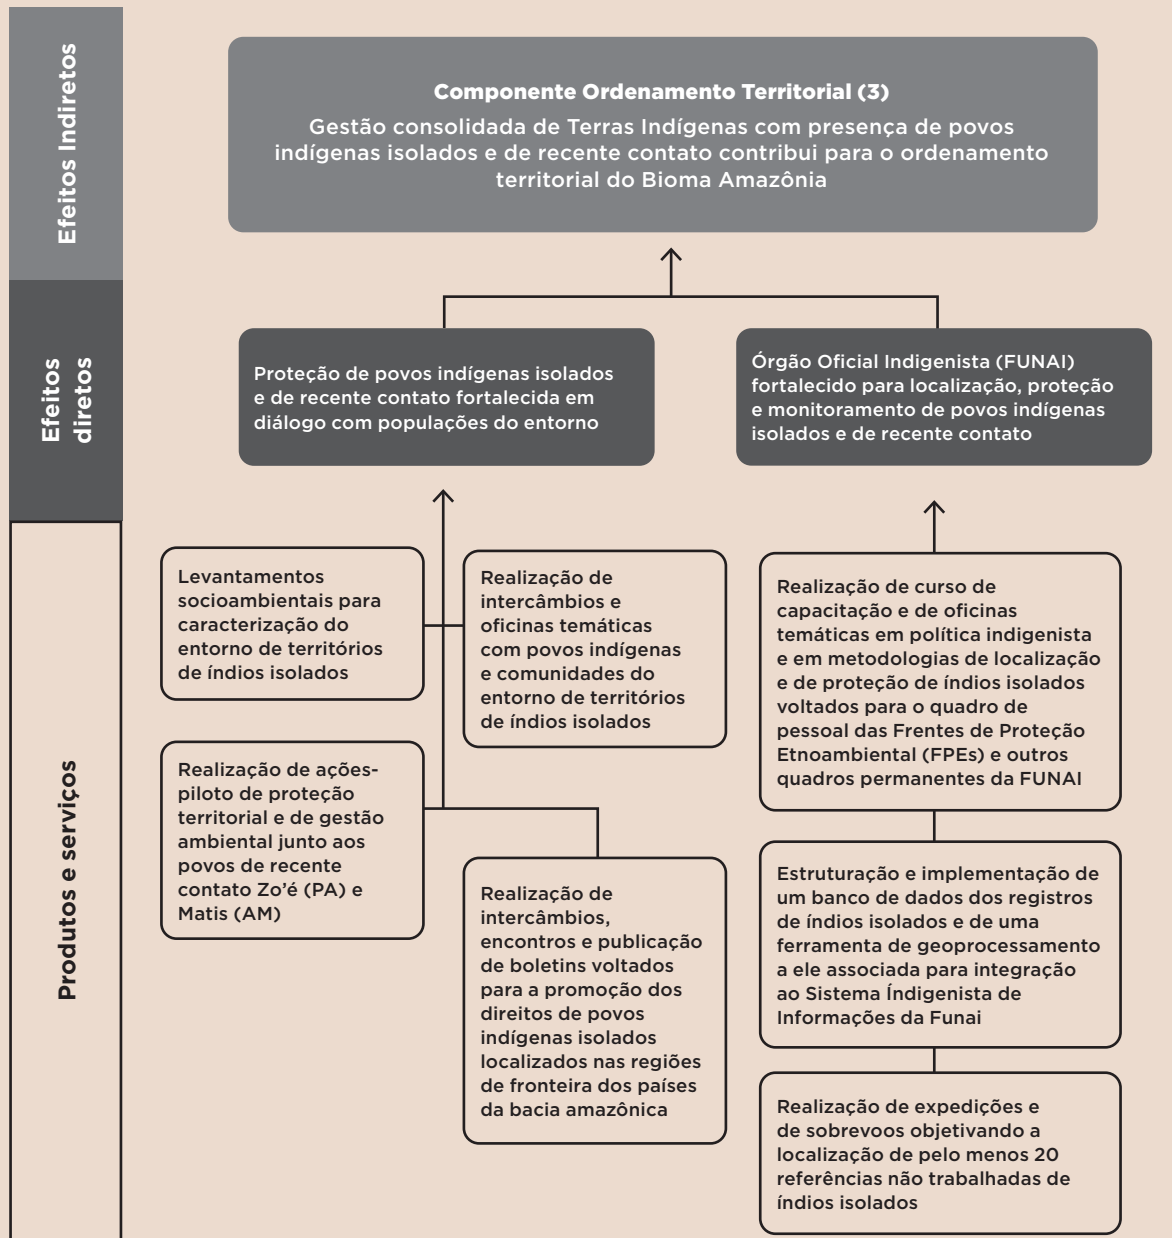 Efeitos Indiretos
Componente Ordenamento Territorial (3)
Gestão consolidada de Terras Indígenas com presença de povos
indígenas isolados e de recente contato contribui para o ordenamento
territorial do Bioma Amazônia
Efeitos
diretos
Proteção de povos indígenas isolados
e de recente contato fortalecida em
diálogo com populações do entorno
Órgão Oficial Indigenista (FUNAI)
fortalecido para localização, proteção
e monitoramento de povos indígenas
isolados e de recente contato
Produtos e serviços
Levantamentos
socioambientais para
caracterização do
entorno de territórios
de índios isolados
Realização de
intercâmbios e
oficinas temáticas
com povos indígenas
e comunidades do
entorno de territórios
de índios isolados
Realização de ações-
piloto de proteção
territorial e de gestão
ambiental junto aos
povos de recente
contato Zo’é (PA) e
Matis (AM)
Realização de
intercâmbios,
encontros e publicação
de boletins voltados
para a promoção dos
direitos de povos
indígenas isolados
localizados nas regiões
de fronteira dos países
da bacia amazônica
Realização de curso de
capacitação e de oficinas
temáticas em política indigenista
e em metodologias de localização
e de proteção de índios isolados
voltados para o quadro de
pessoal das Frentes de Proteção
Etnoambiental (FPEs) e outros
quadros permanentes da FUNAI
Estruturação e implementação de
um banco de dados dos registros
de índios isolados e de uma
ferramenta de geoprocessamento
a ele associada para integração
ao Sistema Índigenista de
Informações da Funai
Realização de expedições e
de sobrevoos objetivando a
localização de pelo menos 20
referências não trabalhadas de
índios isolados